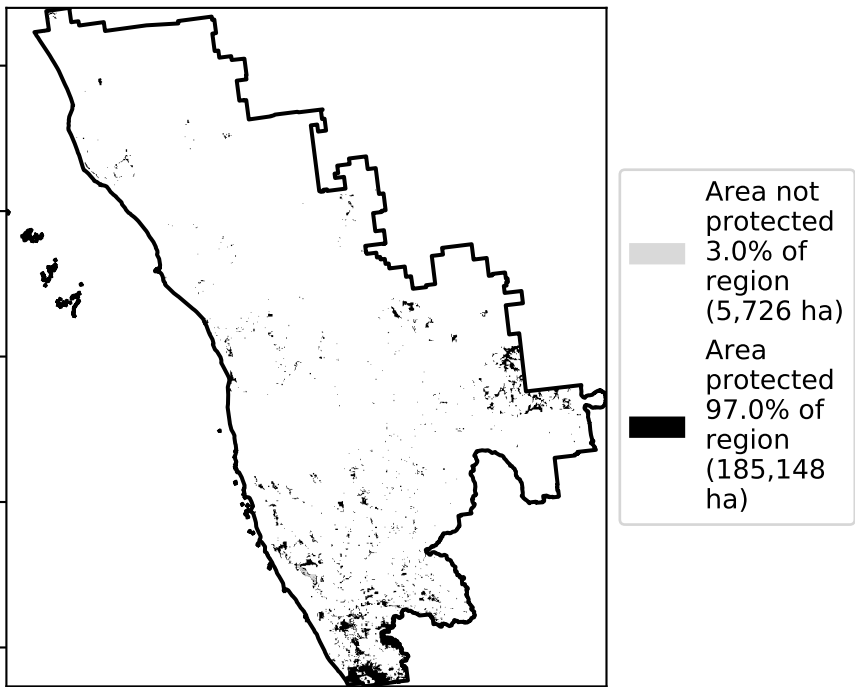 Area not
protected
3.0% of
region
(5,726 ha)
Area
protected
97.0% of
region
(185,148
ha)